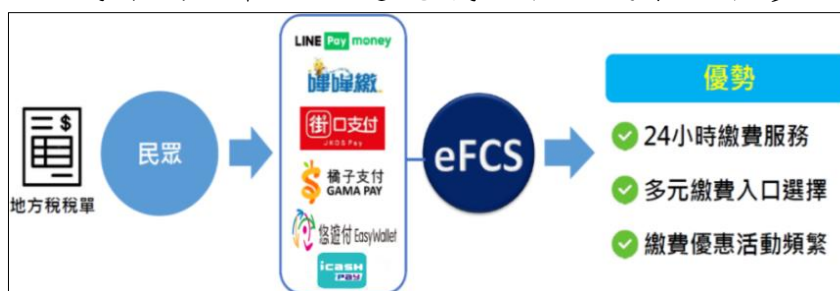 地方稅稅單
民眾
LINE Pay money
嗶嗶繳
街口支付
JKOS Pay
橘子支付
GAMA PAY
悠遊付 EasyWallet
icash
Pay
eFCS
優勢
24小時繳費服務
多元繳費入口選擇
繳費優惠活動頻繁